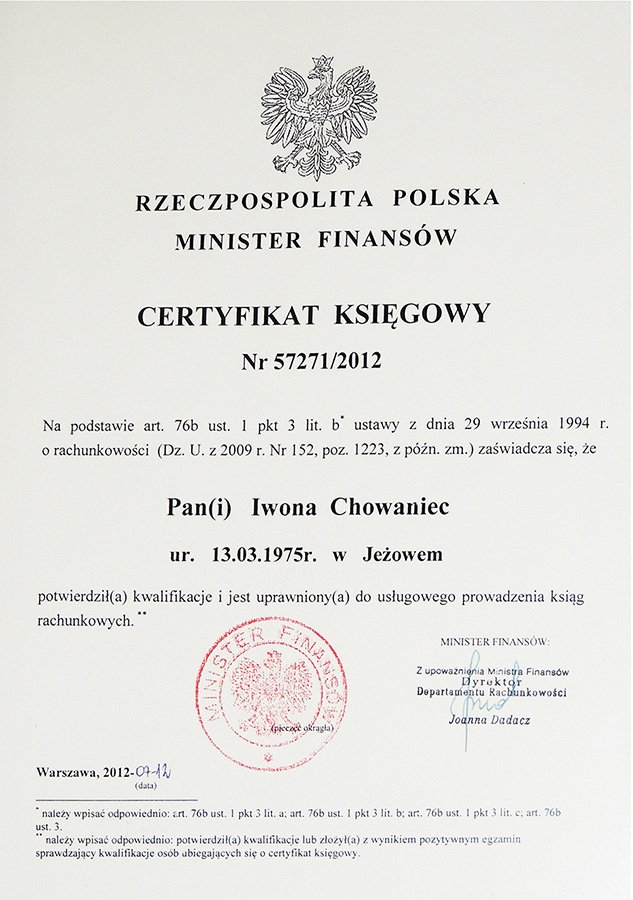 RZECZPOSPOLITA POLSKA
MINISTER FINANSÓW
CERTYFIKAT KSIĘGOWY
Nr 57271/2012
Na podstawie art. 76b ust. 1 pkt 3 lit. b* ustawy z dnia 29 września 1994 r.
o rachunkowości (Dz. U. z 2009 r. Nr 152, poz. 1223, z późn. zm.) zaświadcza się, że
Pan(i) Iwona Chowaniec
ur. 13.03.1975r. w Jeżowem
potwierdził(a) kwalifikacje i jest uprawniony(a) do usługowego prowadzenia ksiąg
rachunkowych.**
MINISTER FINANSÓW
(pieczęć okrągła)
MINISTER FINANSÓW:
Z upoważnienia Ministra Finansów
Dyrektor
Departamentu Rachunkowości
Joanna Dadacz
Warszawa, 2012-07-12
(data)
* należy wpisać odpowiednio: art. 76b ust. 1 pkt 3 lit. a; art. 76b ust. 1 pkt 3 lit. b; art. 76b ust. 1 pkt 3 lit. c; art. 76b
ust. 3.
** należy wpisać odpowiednio: potwierdził(a) kwalifikacje lub złożył(a) z wynikiem pozytywnym egzamin
sprawdzający kwalifikacje osób ubiegających się o certyfikat księgowy.